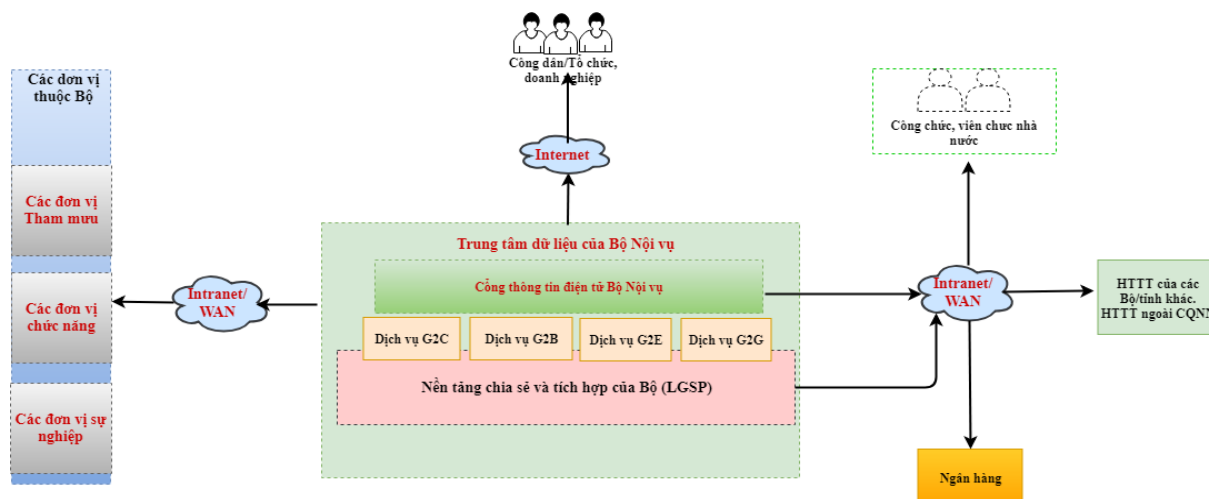 Công dân/Tổ chức,
doanh nghiệp
Các đơn vị
thuộc Bộ
Công chức, viên chưc nhà
nước
Internet
Các đơn vị
Tham mưu
Trung tâm dữ liệu của Bộ Nội vụ
Cổng thông tin điện tử Bộ Nội vụ
Intranet/
WAN
Intranet/
WAN
HTTT của các
Bộ/tỉnh khác.
HTTT ngoài CQNN
Các đơn vị
chức năng
Dịch vụ G2C
Dịch vụ G2B
Dịch vụ G2E
Dịch vụ G2G
Nền tảng chia sẻ và tích hợp của Bộ (LGSP)
Các đơn vị sự
nghiệp
Ngân hàng